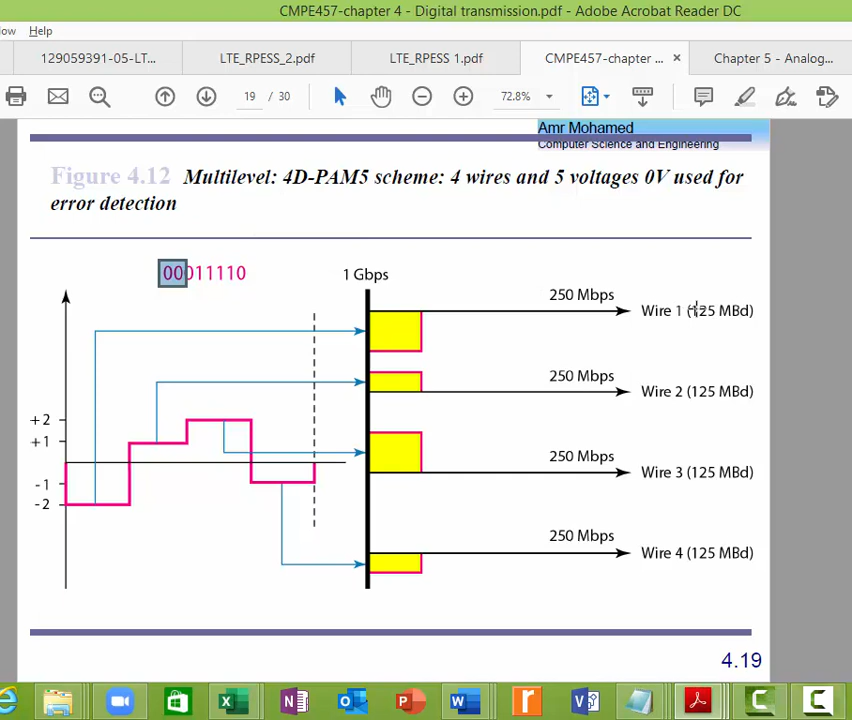 CMPE457-chapter 4 - Digital transmission.pdf - Adobe Acrobat Reader DC
ow Help
129059391-05-LT... LTE_RPESS_2.pdf LTE_RPESS 1.pdf CMPE457-chapter ... × Chapter 5 - Analog...
19 / 30 72.8%
Amr Mohamed
Computer Science and Engineering
Figure 4.12 Multilevel: 4D-PAM5 scheme: 4 wires and 5 voltages 0V used for
error detection
00011110
1 Gbps
250 Mbps
Wire 1 (125 MBd)
250 Mbps
Wire 2 (125 MBd)
+2
+1
250 Mbps
Wire 3 (125 MBd)
-1
-2
250 Mbps
Wire 4 (125 MBd)
4.19